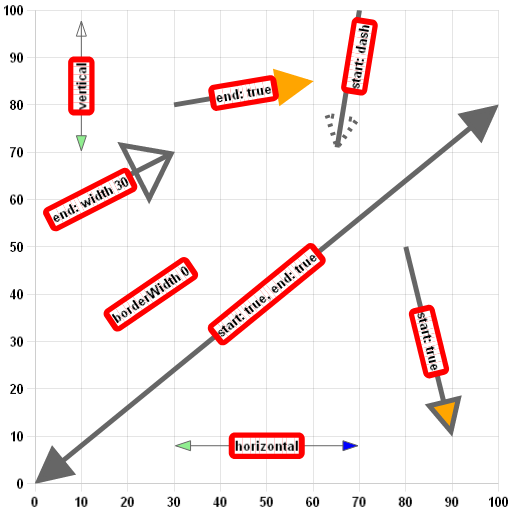 100
90
80
70
60
50
40
30
20
10
0
vertical
end: true
start: dash
end: width 30
borderWidth 0
start: true, end: true
start: true
horizontal
0 10 20 30 40 50 60 70 80 90 100